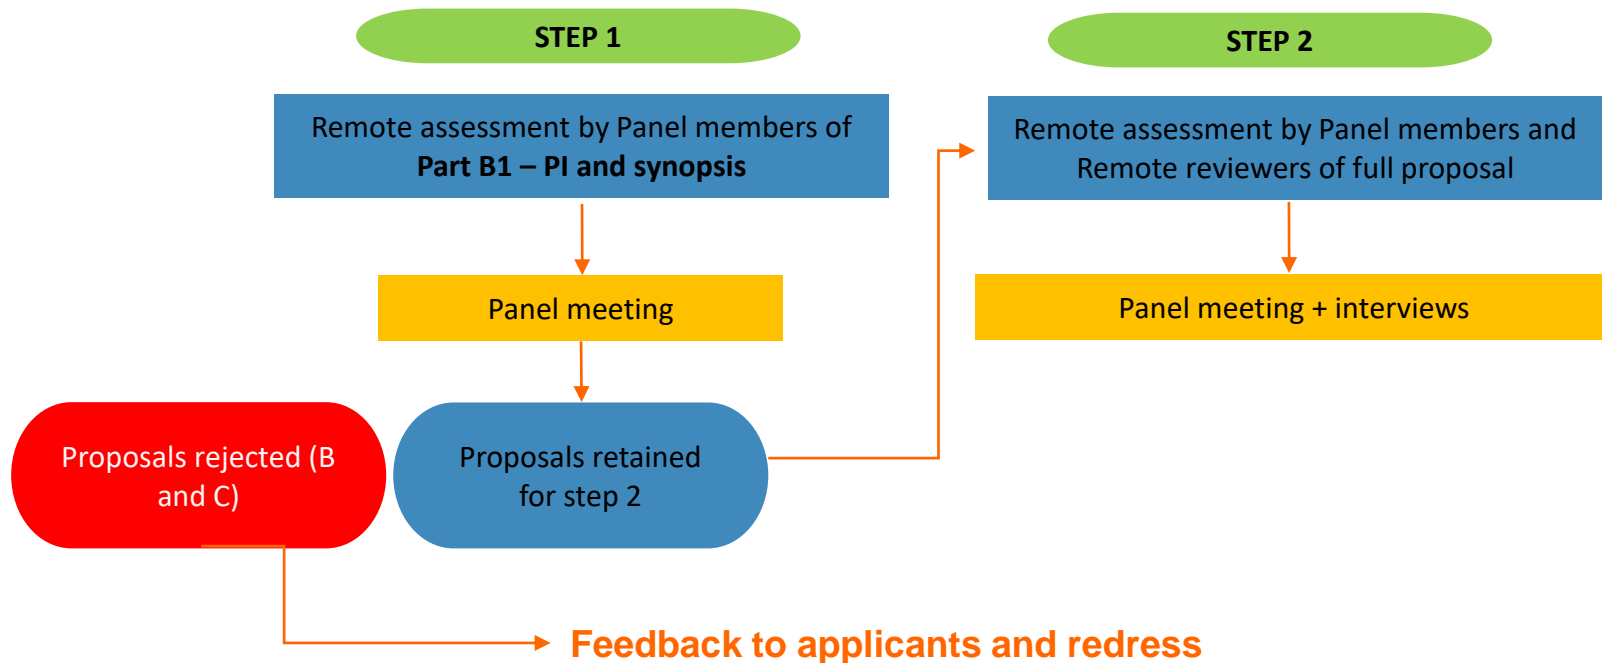 STEP 1
Remote assessment by Panel members of
Part B1 – PI and synopsis
Panel meeting
Proposals rejected (B
and C)
Proposals retained
for step 2
STEP 2
Remote assessment by Panel members and
Remote reviewers of full proposal
Panel meeting + interviews
Feedback to applicants and redress